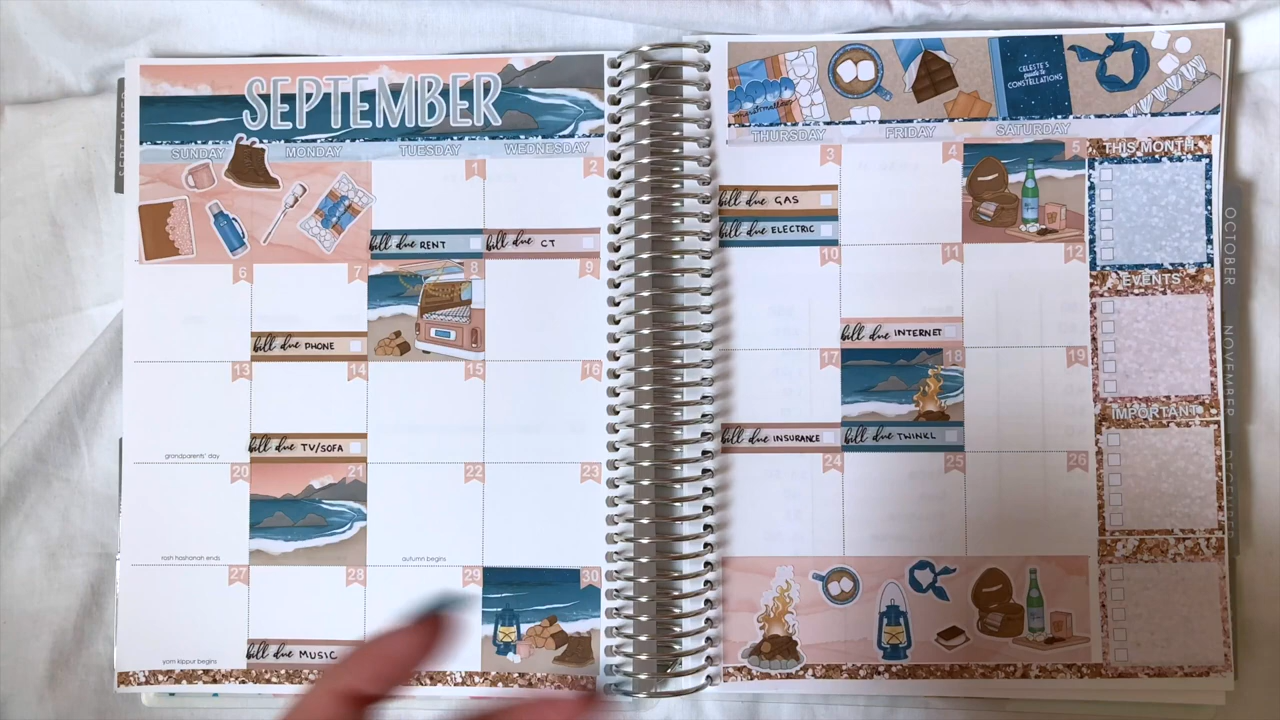 SEPTEMBER
SUNDAY MONDAY TUESDAY WEDNESDAY
1 2
bill due RENT bill due CT
6 7 8 9
bill due PHONE
13 14 15 16
grandparents' day
bill due TV/SOFA
20 21 22 23
rosh hashanah ends
autumn begins
27 28 29 30
yom kippur begins
bill due MUSIC
CELESTE'S
guide to
CONSTELLATIONS
THURSDAY FRIDAY SATURDAY
3 4 5
bill due GAS
bill due ELECTRIC
10 11 12
bill due INTERNET
17 18 19
bill due INSURANCE bill due TWINKL
24 25 26
THIS MONTH
EVENTS
IMPORTANT
SEPTEMBER
OCTOBER
NOVEMBER
DECEMBER